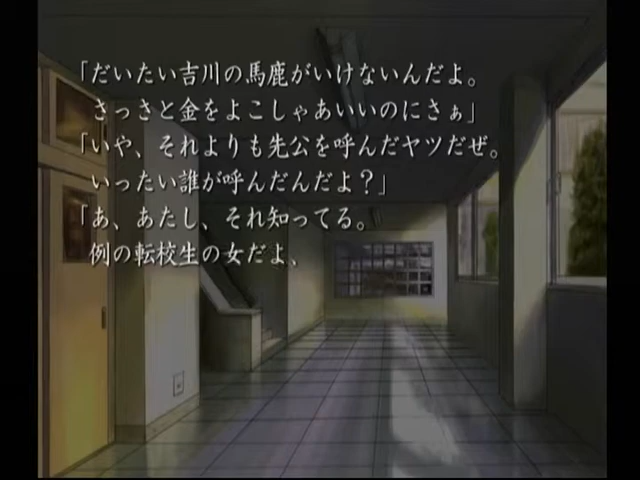 「だいたい吉川の馬鹿がいけないんだよ。
さっさと金をよこしゃあいいのにさぁ」
「いや、それよりも先公を呼んだヤツだぜ。
いったい誰が呼んだんだよ？」
「あ、あたし、それ知ってる。
例の転校生の女だよ、